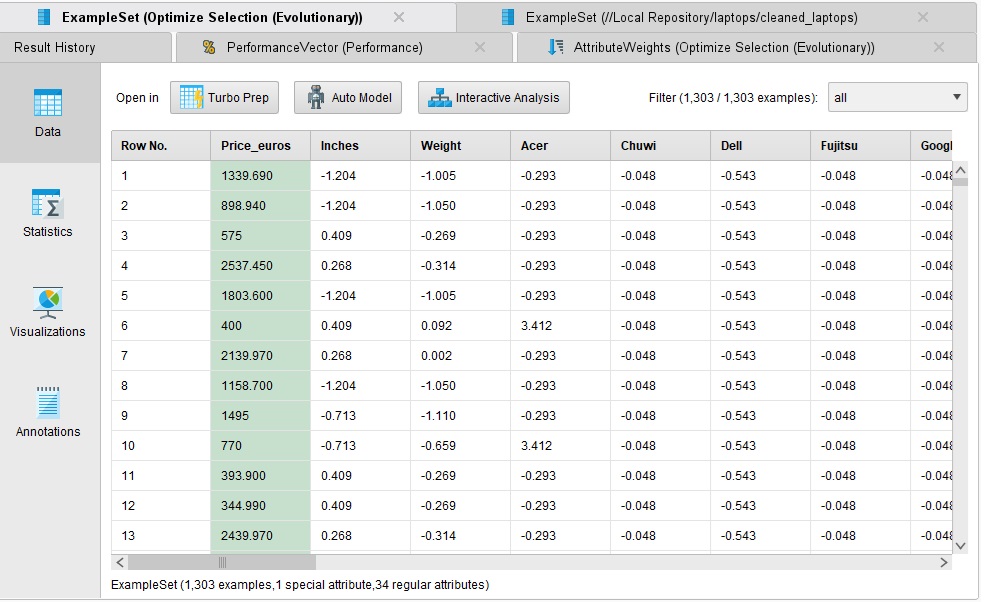 ExampleSet (Optimize Selection (Evolutionary)) ExampleSet (//Local Repository/laptops/cleaned_laptops)
Result History PerformanceVector (Performance) AttributeWeights (Optimize Selection (Evolutionary))
Data
Statistics
Visualizations
Annotations
Open in Turbo Prep Auto Model Interactive Analysis Filter (1,303 / 1,303 examples): all
Row No. Price_euros Inches Weight Acer Chuwi Dell Fujitsu Googl
1 1339.690 -1.204 -1.005 -0.293 -0.048 -0.543 -0.048 -0.048
2 898.940 -1.204 -1.050 -0.293 -0.048 -0.543 -0.048 -0.048
3 575 0.409 -0.269 -0.293 -0.048 -0.543 -0.048 -0.048
4 2537.450 0.268 -0.314 -0.293 -0.048 -0.543 -0.048 -0.048
5 1803.600 -1.204 -1.005 -0.293 -0.048 -0.543 -0.048 -0.048
6 400 0.409 0.092 3.412 -0.048 -0.543 -0.048 -0.048
7 2139.970 0.268 0.002 -0.293 -0.048 -0.543 -0.048 -0.048
8 1158.700 -1.204 -1.050 -0.293 -0.048 -0.543 -0.048 -0.048
9 1495 -0.713 -1.110 -0.293 -0.048 -0.543 -0.048 -0.048
10 770 -0.713 -0.659 3.412 -0.048 -0.543 -0.048 -0.048
11 393.900 0.409 -0.269 -0.293 -0.048 -0.543 -0.048 -0.048
12 344.990 0.409 -0.269 -0.293 -0.048 -0.543 -0.048 -0.048
13 2439.970 0.268 -0.314 -0.293 -0.048 -0.543 -0.048 -0.048
ExampleSet (1,303 examples,1 special attribute,34 regular attributes)